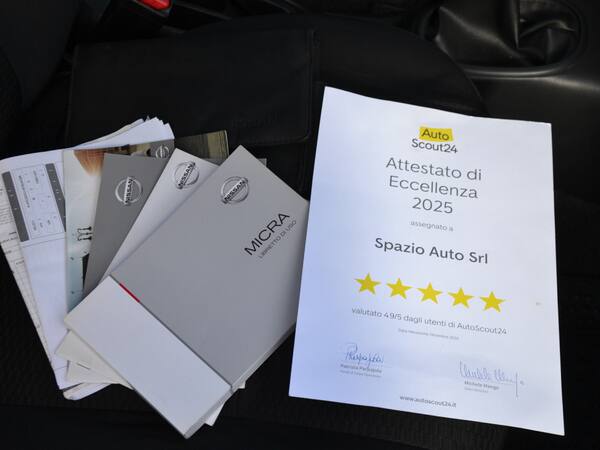 Auto
Scout24
Attestato di
Eccellenza
2025
assegnato a
Spazio Auto Srl
valutato 4.9/5 dagli utenti di AutoScout24
www.autoscout24.it
NISSAN
NISSAN
NISSAN
MICRA
LIBRETTO DI USO